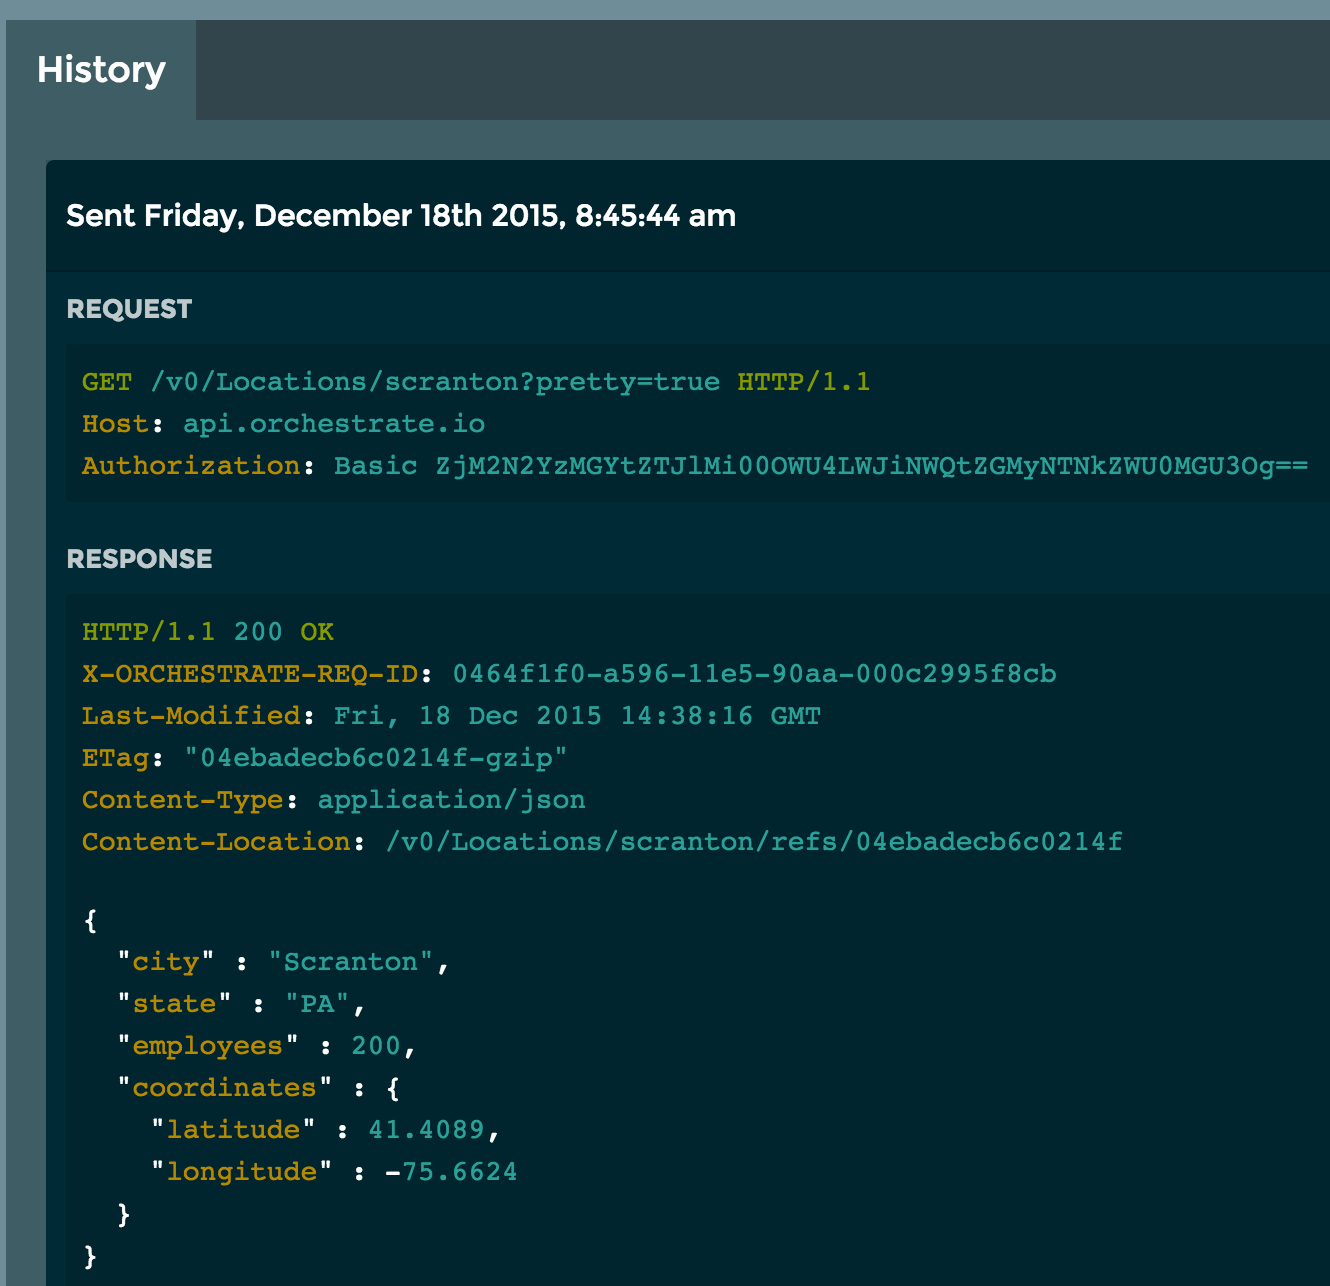 History
Sent Friday, December 18th 2015, 8:45:44 am
REQUEST
GET /v0/Locations/scranton?pretty=true HTTP/1.1
Host: api.orchestrate.io
Authorization: Basic ZjM2N2YzMGYtZTJlMi00OWU4LWJiNWQtZGMyNTNkZWU0MGU3Og==
RESPONSE
HTTP/1.1 200 OK
X-ORCHESTRATE-REQ-ID: 0464f1f0-a596-11e5-90aa-000c2995f8cb
Last-Modified: Fri, 18 Dec 2015 14:38:16 GMT
ETag: "04ebadecb6c0214f-gzip"
Content-Type: application/json
Content-Location: /v0/Locations/scranton/refs/04ebadecb6c0214f
{
  "city" : "Scranton",
  "state" : "PA",
  "employees" : 200,
  "coordinates" : {
    "latitude" : 41.4089,
    "longitude" : -75.6624
  }
}